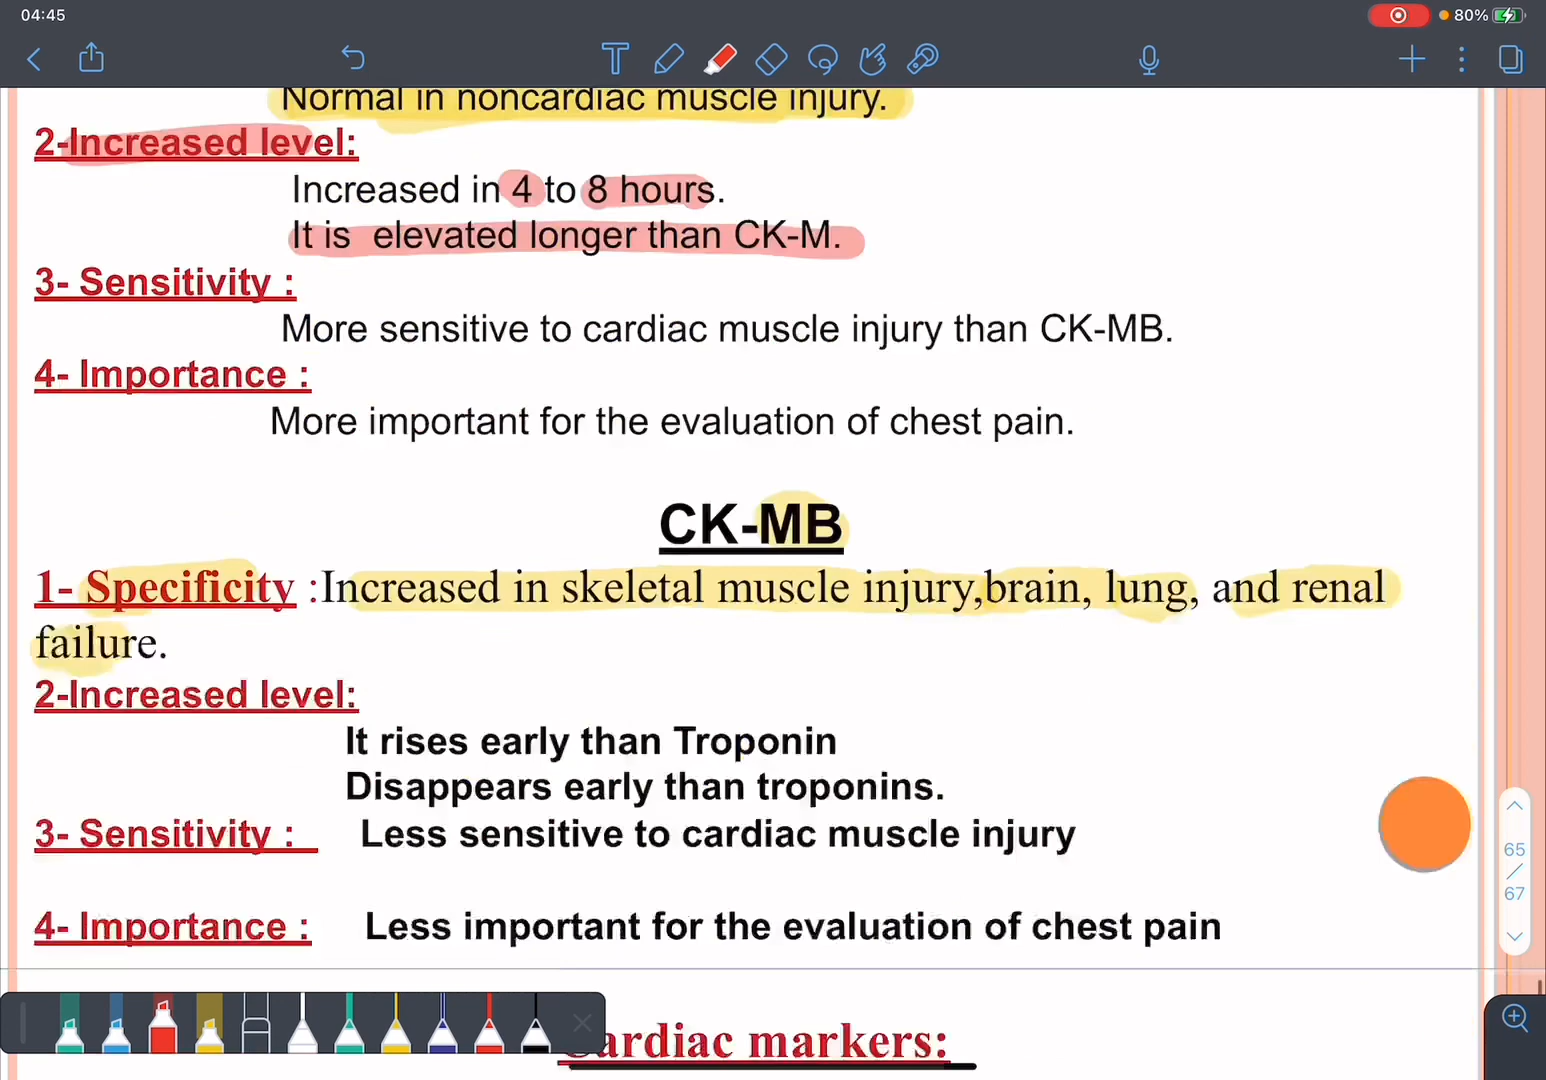 04:45
80%
Normal in noncardiac muscle injury.
2-Increased level:
Increased in 4 to 8 hours.
It is elevated longer than CK-M.
3- Sensitivity :
More sensitive to cardiac muscle injury than CK-MB.
4- Importance :
More important for the evaluation of chest pain.
CK-MB
1- Specificity :Increased in skeletal muscle injury,brain, lung, and renal
failure.
2-Increased level:
It rises early than Troponin
Disappears early than troponins.
3- Sensitivity : Less sensitive to cardiac muscle injury
4- Importance : Less important for the evaluation of chest pain
65
/
67
Cardiac markers: